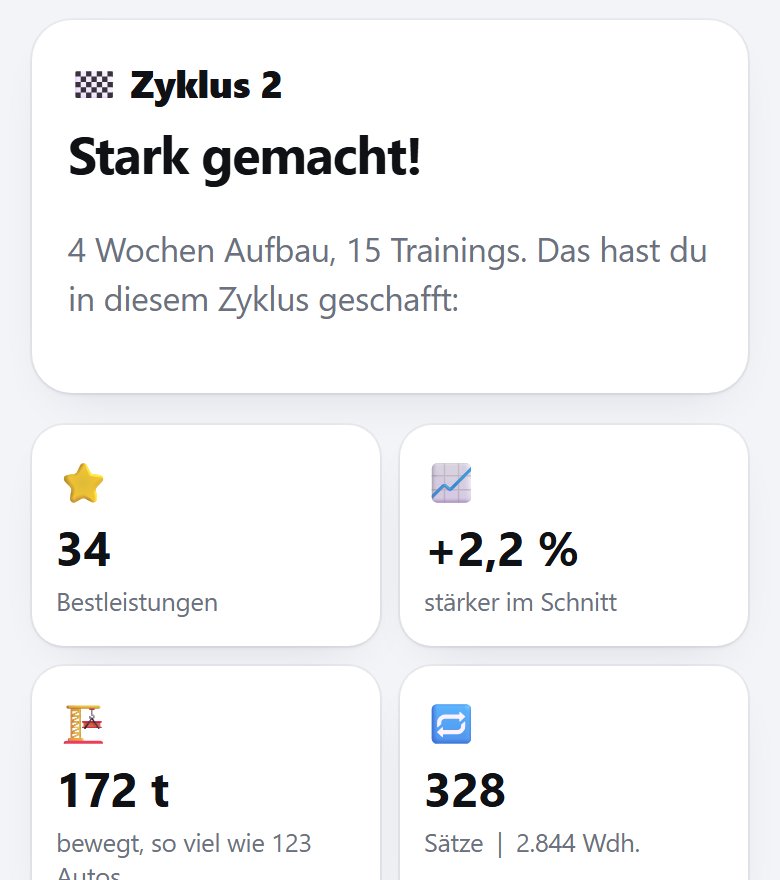 Zyklus 2
Stark gemacht!
4 Wochen Aufbau, 15 Trainings. Das hast du
in diesem Zyklus geschafft:
34
Bestleistungen
+2,2 %
stärker im Schnitt
172 t
bewegt, so viel wie 123
Autos
328
Sätze | 2.844 Wdh.